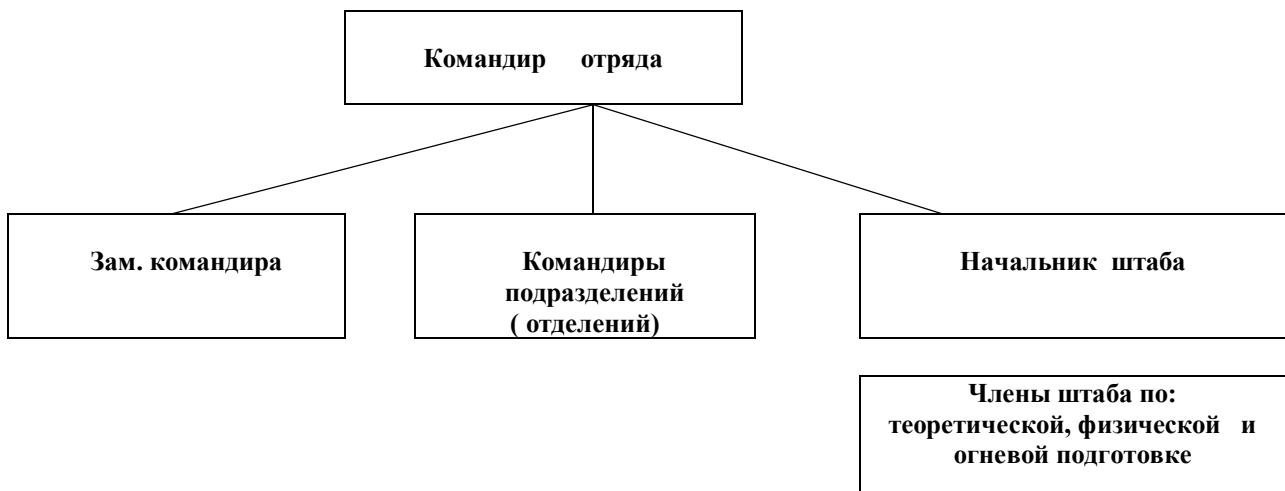 Командир отряда
Зам. командира
Командиры
подразделений
( отделений)
Начальник штаба
Члены штаба по:
теоретической, физической и
огневой подготовке